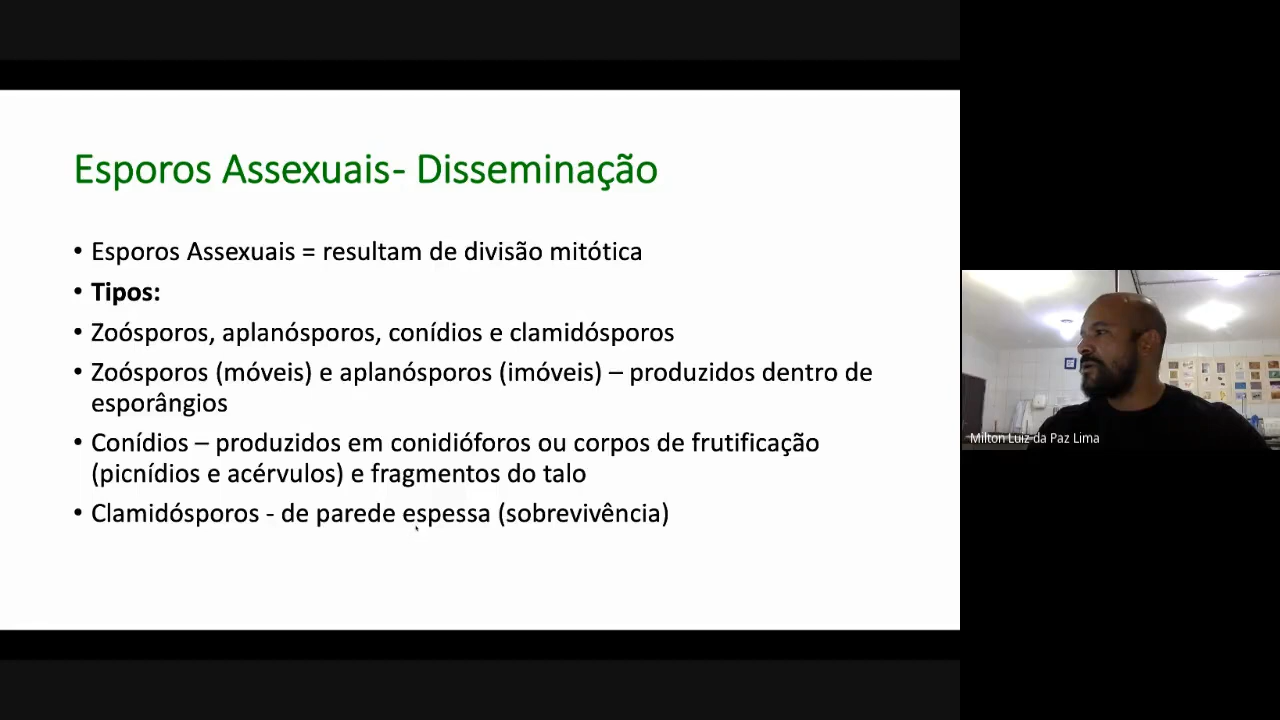 Esporos Assexuais- Disseminação
• Esporos Assexuais = resultam de divisão mitótica
• Tipos:
• Zoósporos, aplanósporos, conídios e clamidósporos
• Zoósporos (móveis) e aplanósporos (imóveis) – produzidos dentro de
esporângios
• Conídios – produzidos em conidióforos ou corpos de frutificação
(picnídios e acérvulos) e fragmentos do talo
• Clamidósporos - de parede espessa (sobrevivência)
Milton Luiz da Paz Lima